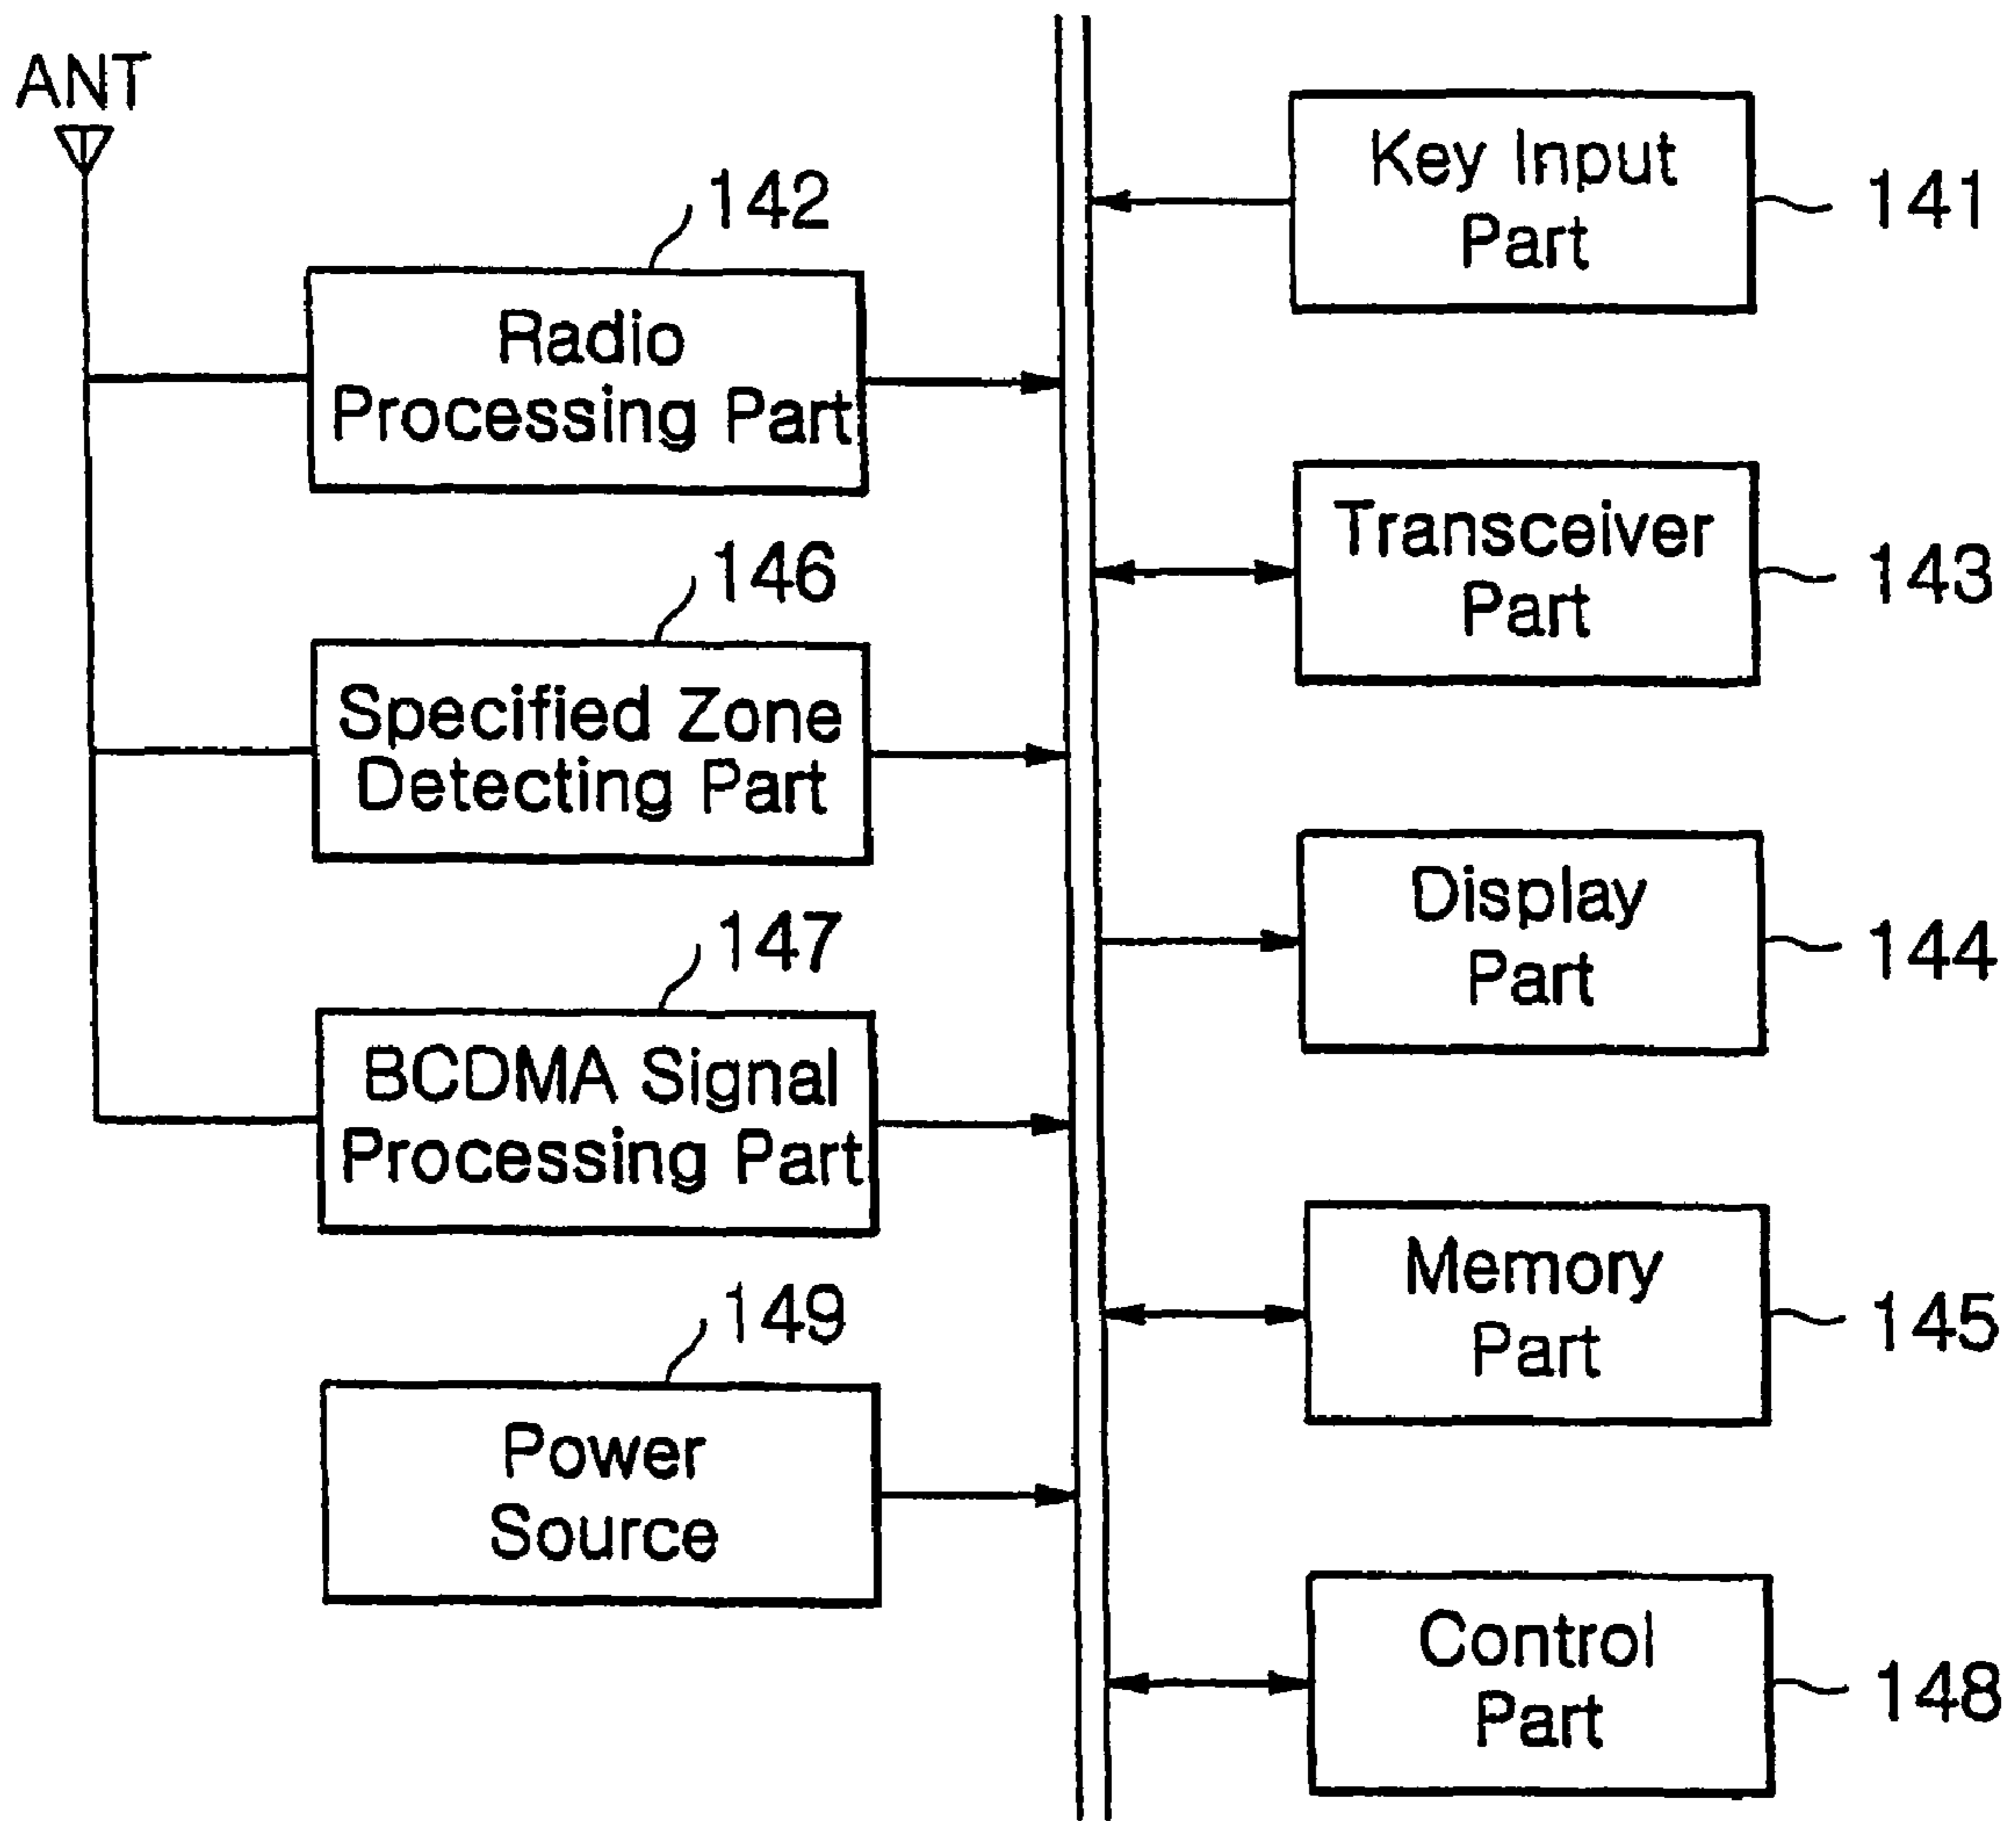 ANT
142
Radio
Processing Part
146
Specified Zone
Detecting Part
147
BCDMA Signal
Processing Part
149
Power
Source
Key Input
Part
141
Transceiver
Part
143
Display
Part
144
Memory
Part
145
Control
Part
148